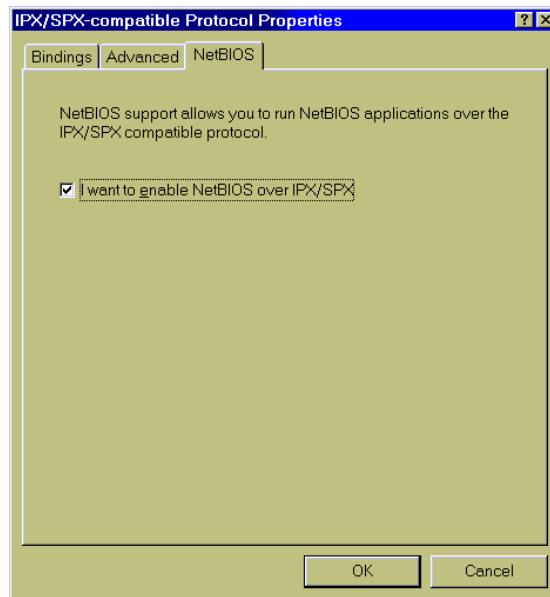 IPX/SPX-compatible Protocol Properties
Bindings Advanced NetBIOS
NetBIOS support allows you to run NetBIOS applications over the
IPX/SPX compatible protocol.
I want to enable NetBIOS over IPX/SPX
OK Cancel